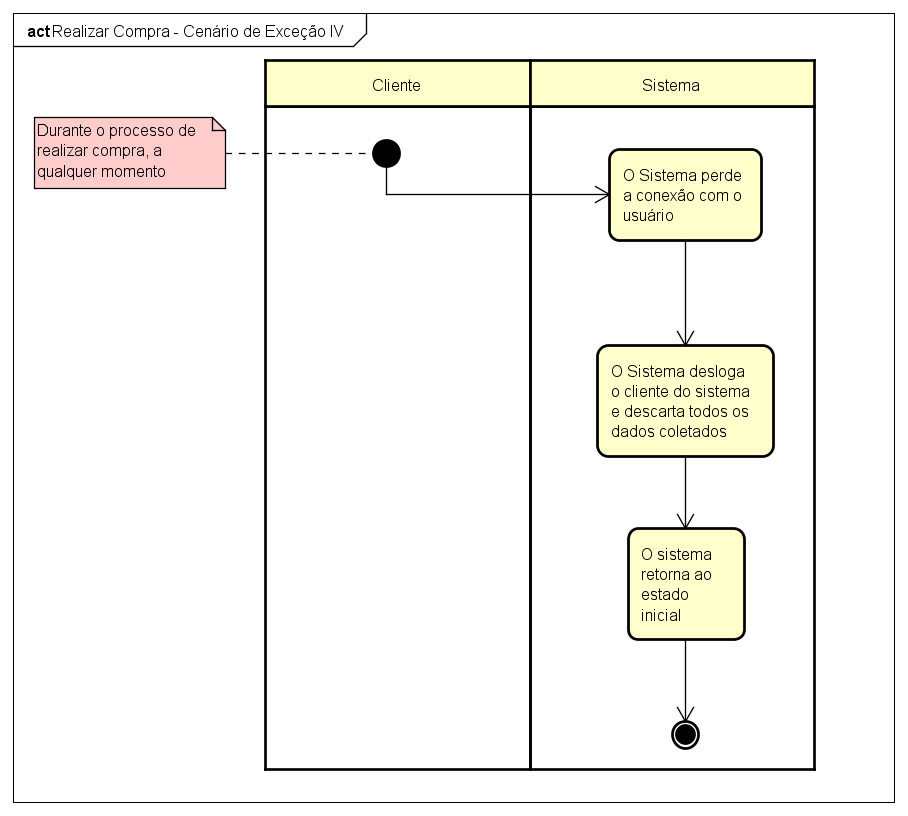 act Realizar Compra - Cenário de Exceção IV
Cliente
Sistema
Durante o processo de
realizar compra, a
qualquer momento
O Sistema perde
a conexão com o
usuário
O Sistema desloga
o cliente do sistema
e descarta todos os
dados coletados
O sistema
retorna ao
estado
inicial